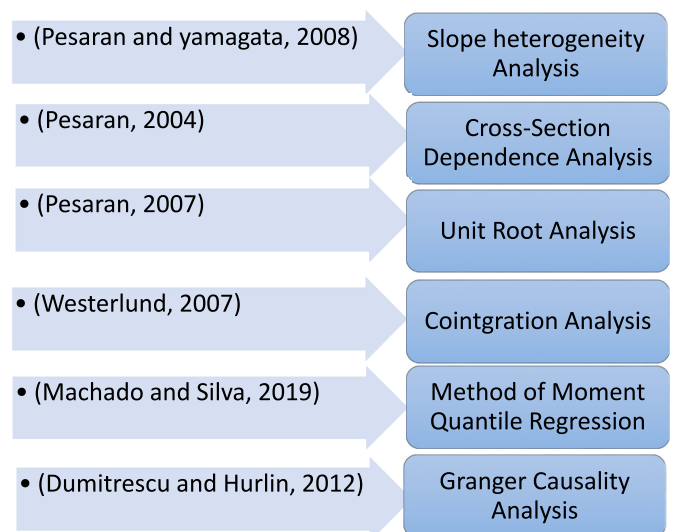 • (Pesaran and yamagata, 2008)
Slope heterogeneity
Analysis
• (Pesaran, 2004)
Cross-Section
Dependence Analysis
• (Pesaran, 2007)
Unit Root Analysis
• (Westerlund, 2007)
Cointgration Analysis
• (Machado and Silva, 2019)
Method of Moment
Quantile Regression
• (Dumitrescu and Hurlin, 2012)
Granger Causality
Analysis